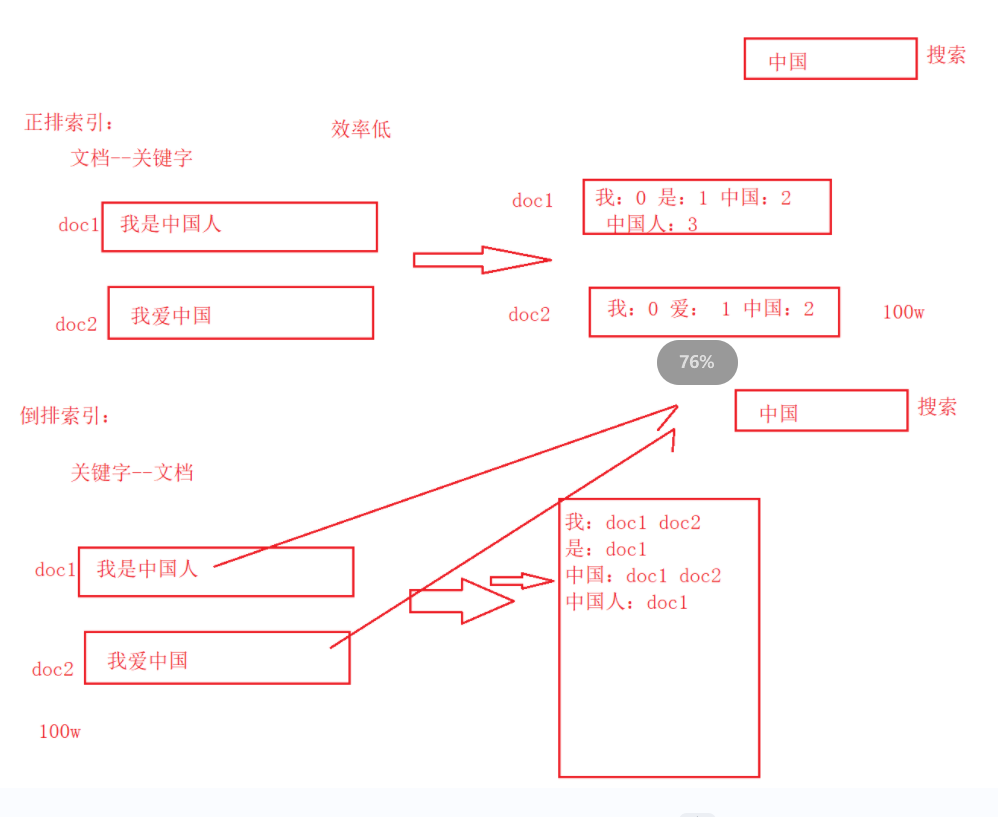 中国 搜索
正排索引： 效率低
文档--关键字
doc1 我是中国人
doc1 我：0 是：1 中国：2
中国人：3
doc2 我爱中国
doc2 我：0 爱： 1 中国：2 100w
76%
倒排索引：
中国 搜索
关键字--文档
doc1 我是中国人
doc2 我爱中国
100w
我：doc1 doc2
是：doc1
中国：doc1 doc2
中国人：doc1